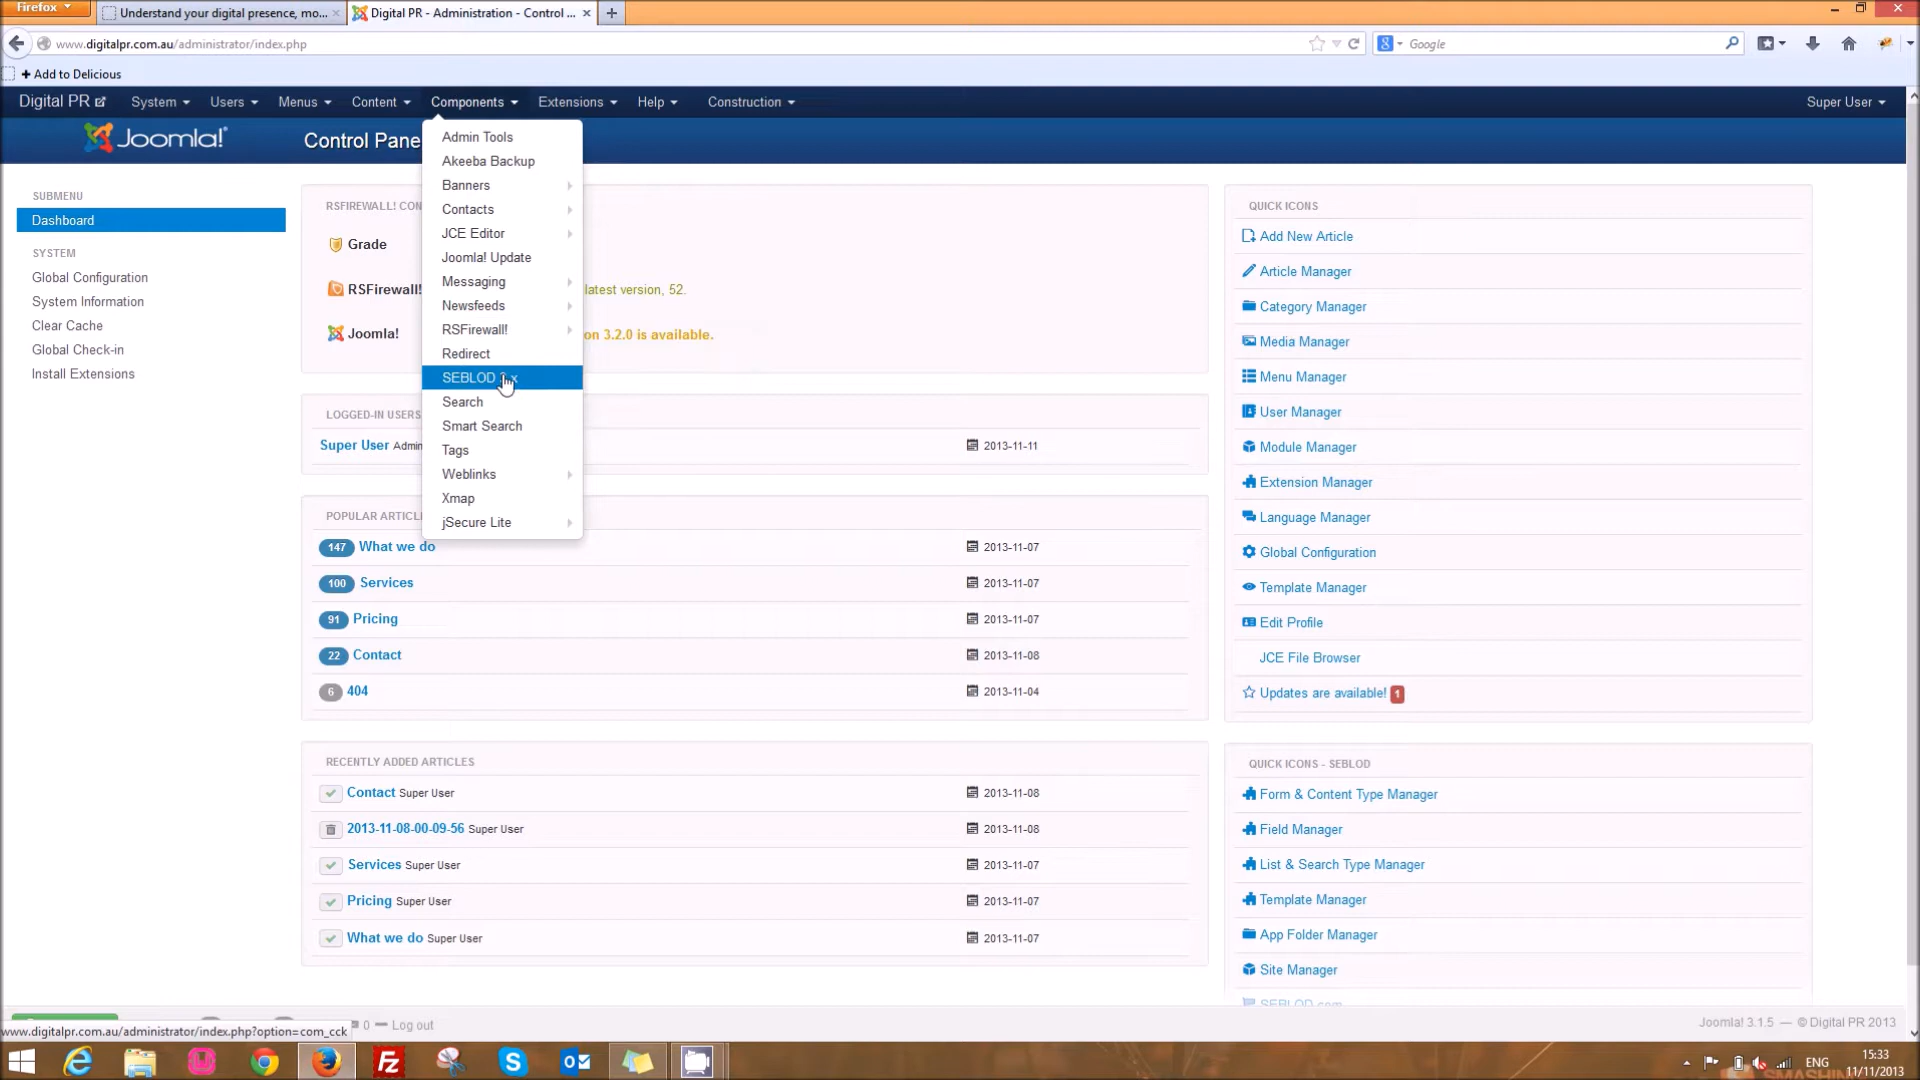 Firefox
Understand your digital presence, mo...
Digital PR - Administration - Control ...
www.digitalpr.com.au/administrator/index.php
Google
Add to Delicious
Digital PR System Users Menus Content Components Extensions Help Construction Super User
Joomla!
Control Pane
Admin Tools
Akeeba Backup
Banners
Contacts
JCE Editor
Joomla! Update
Messaging
Newsfeeds
RSFirewall!
Redirect
SEBLOD
Search
Smart Search
Tags
Weblinks
Xmap
jSecure Lite
SUBMENU
Dashboard
SYSTEM
Global Configuration
System Information
Clear Cache
Global Check-in
Install Extensions
RSFIREWALL! CON
Grade
RSFirewall! latest version, 52.
Joomla! on 3.2.0 is available.
LOGGED-IN USERS
Super User Admin 2013-11-11
POPULAR ARTICL
147 What we do 2013-11-07
100 Services 2013-11-07
91 Pricing 2013-11-07
22 Contact 2013-11-08
6 404 2013-11-04
RECENTLY ADDED ARTICLES
Contact Super User 2013-11-08
2013-11-08-00-09-56 Super User 2013-11-08
Services Super User 2013-11-07
Pricing Super User 2013-11-07
What we do Super User 2013-11-07
QUICK ICONS
Add New Article
Article Manager
Category Manager
Media Manager
Menu Manager
User Manager
Module Manager
Extension Manager
Language Manager
Global Configuration
Template Manager
Edit Profile
JCE File Browser
Updates are available! 1
QUICK ICONS - SEBLOD
Form & Content Type Manager
Field Manager
List & Search Type Manager
Template Manager
App Folder Manager
Site Manager
SEBLOD.com
www.digitalpr.com.au/administrator/index.php?option=com_cck
0 — Log out
Joomla! 3.1.5 — © Digital PR 2013
ENG
15:33
11/11/2013